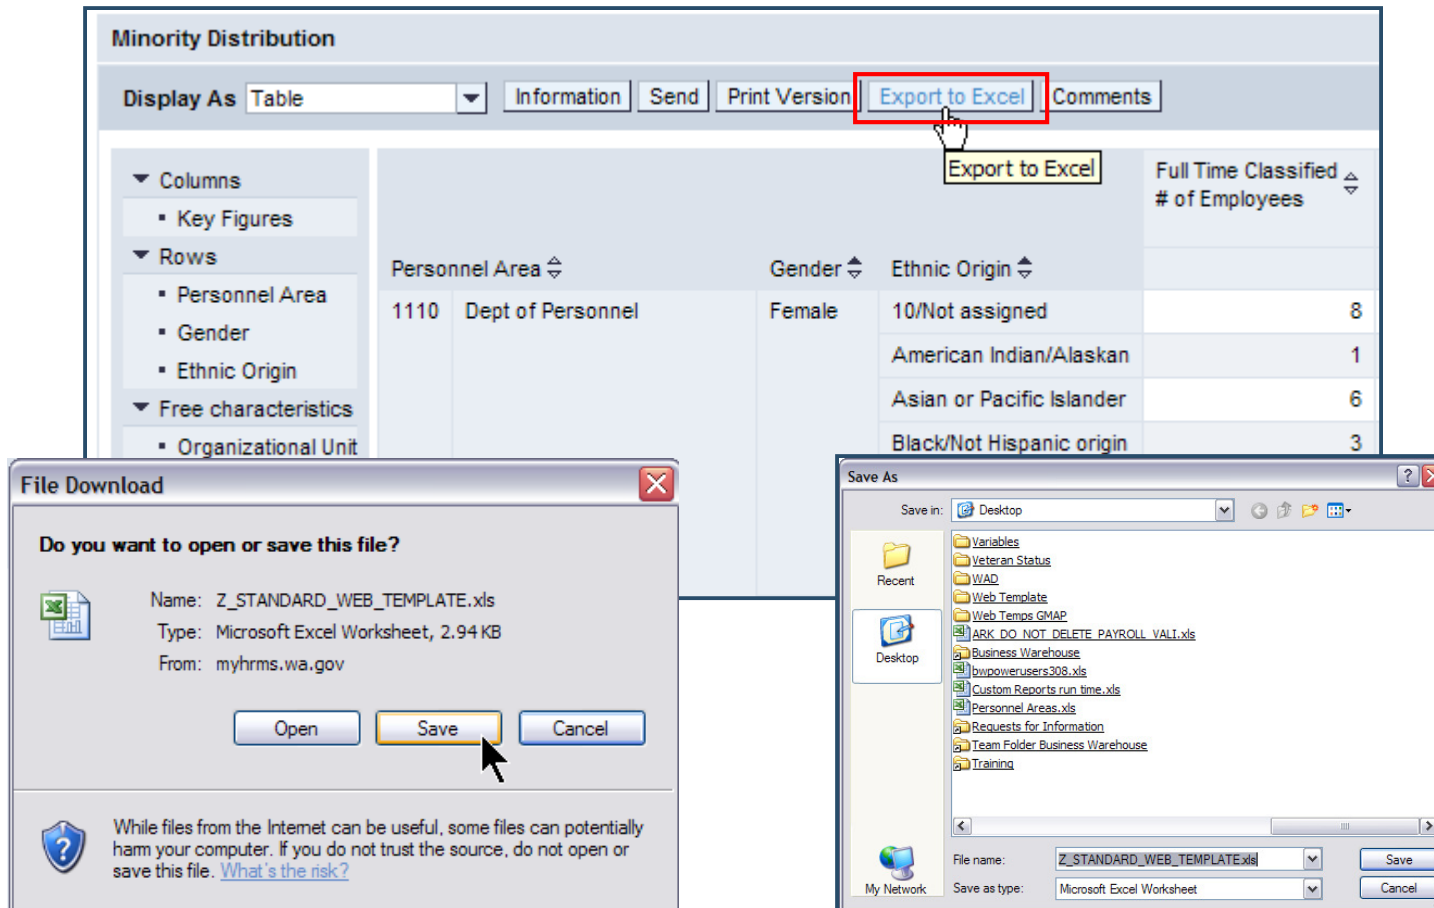 Minority Distribution
Display As Table Information Send Print Version Export to Excel Comments
Export to Excel
Columns
Key Figures
Rows
Personnel Area
Gender
Ethnic Origin
Free characteristics
Organizational Unit
Full Time Classified
# of Employees
Personnel Area Gender Ethnic Origin
1110 Dept of Personnel Female 10/Not assigned 8
American Indian/Alaskan 1
Asian or Pacific Islander 6
Black/Not Hispanic origin 3
File Download
Do you want to open or save this file?
Name: Z_STANDARD_WEB_TEMPLATE.xls
Type: Microsoft Excel Worksheet, 2.94 KB
From: myhrms.wa.gov
Open Save Cancel
While files from the Internet can be useful, some files can potentially
harm your computer. If you do not trust the source, do not open or
save this file. What's the risk?
Save As
Save in: Desktop
Recent
Desktop
My Network
Variables
Veteran Status
WAD
Web Template
Web Temps GMAP
ARK_DO_NOT_DELETE_PAYROLL_VALI.xls
Business Warehouse
bwpowerusers308.xls
Custom Reports run time.xls
Personnel Areas.xls
Requests for Information
Team Folder Business Warehouse
Training
File name: Z_STANDARD_WEB_TEMPLATE.xls Save
Save as type: Microsoft Excel Worksheet Cancel